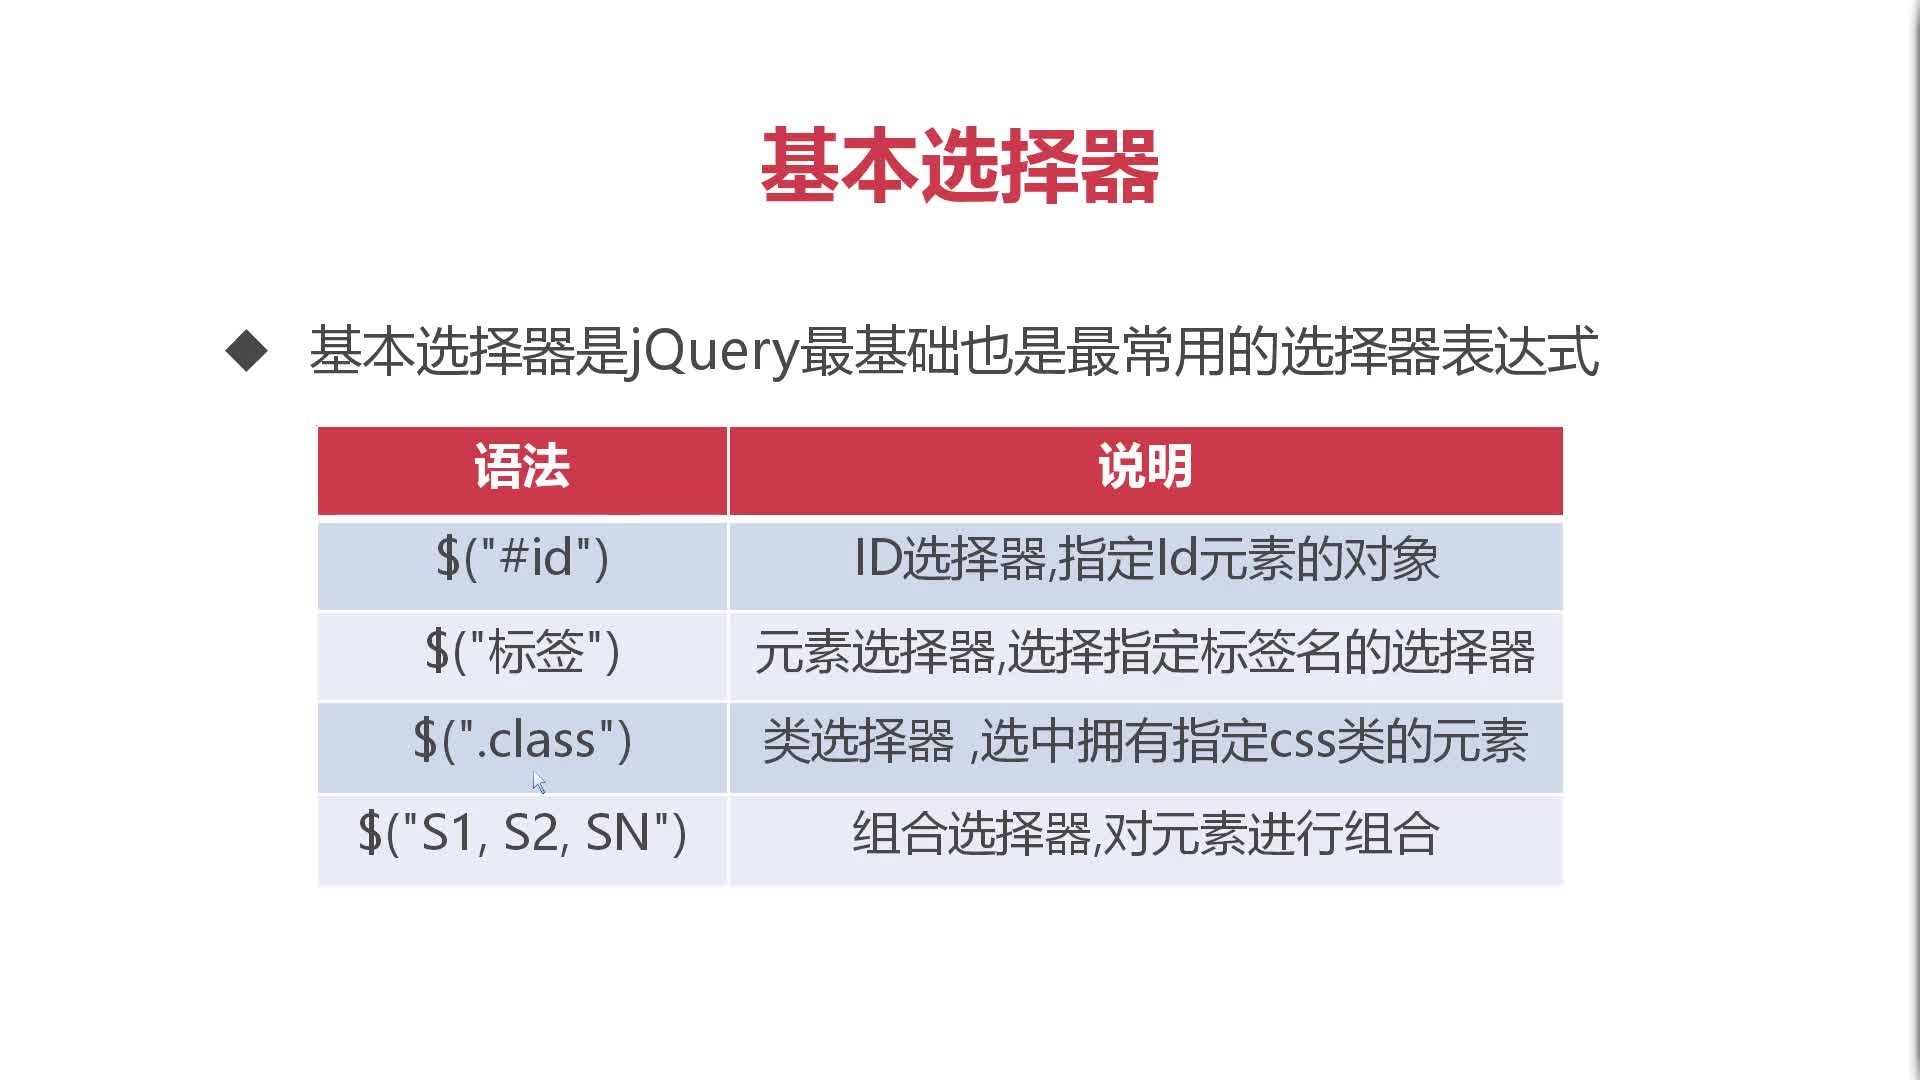 基本选择器
◆ 基本选择器是jQuery最基础也是最常用的选择器表达式
语法 说明
$("#id") ID选择器,指定Id元素的对象
$("标签") 元素选择器,选择指定标签名的选择器
$(".class") 类选择器 ,选中拥有指定css类的元素
$("S1, S2, SN") 组合选择器,对元素进行组合